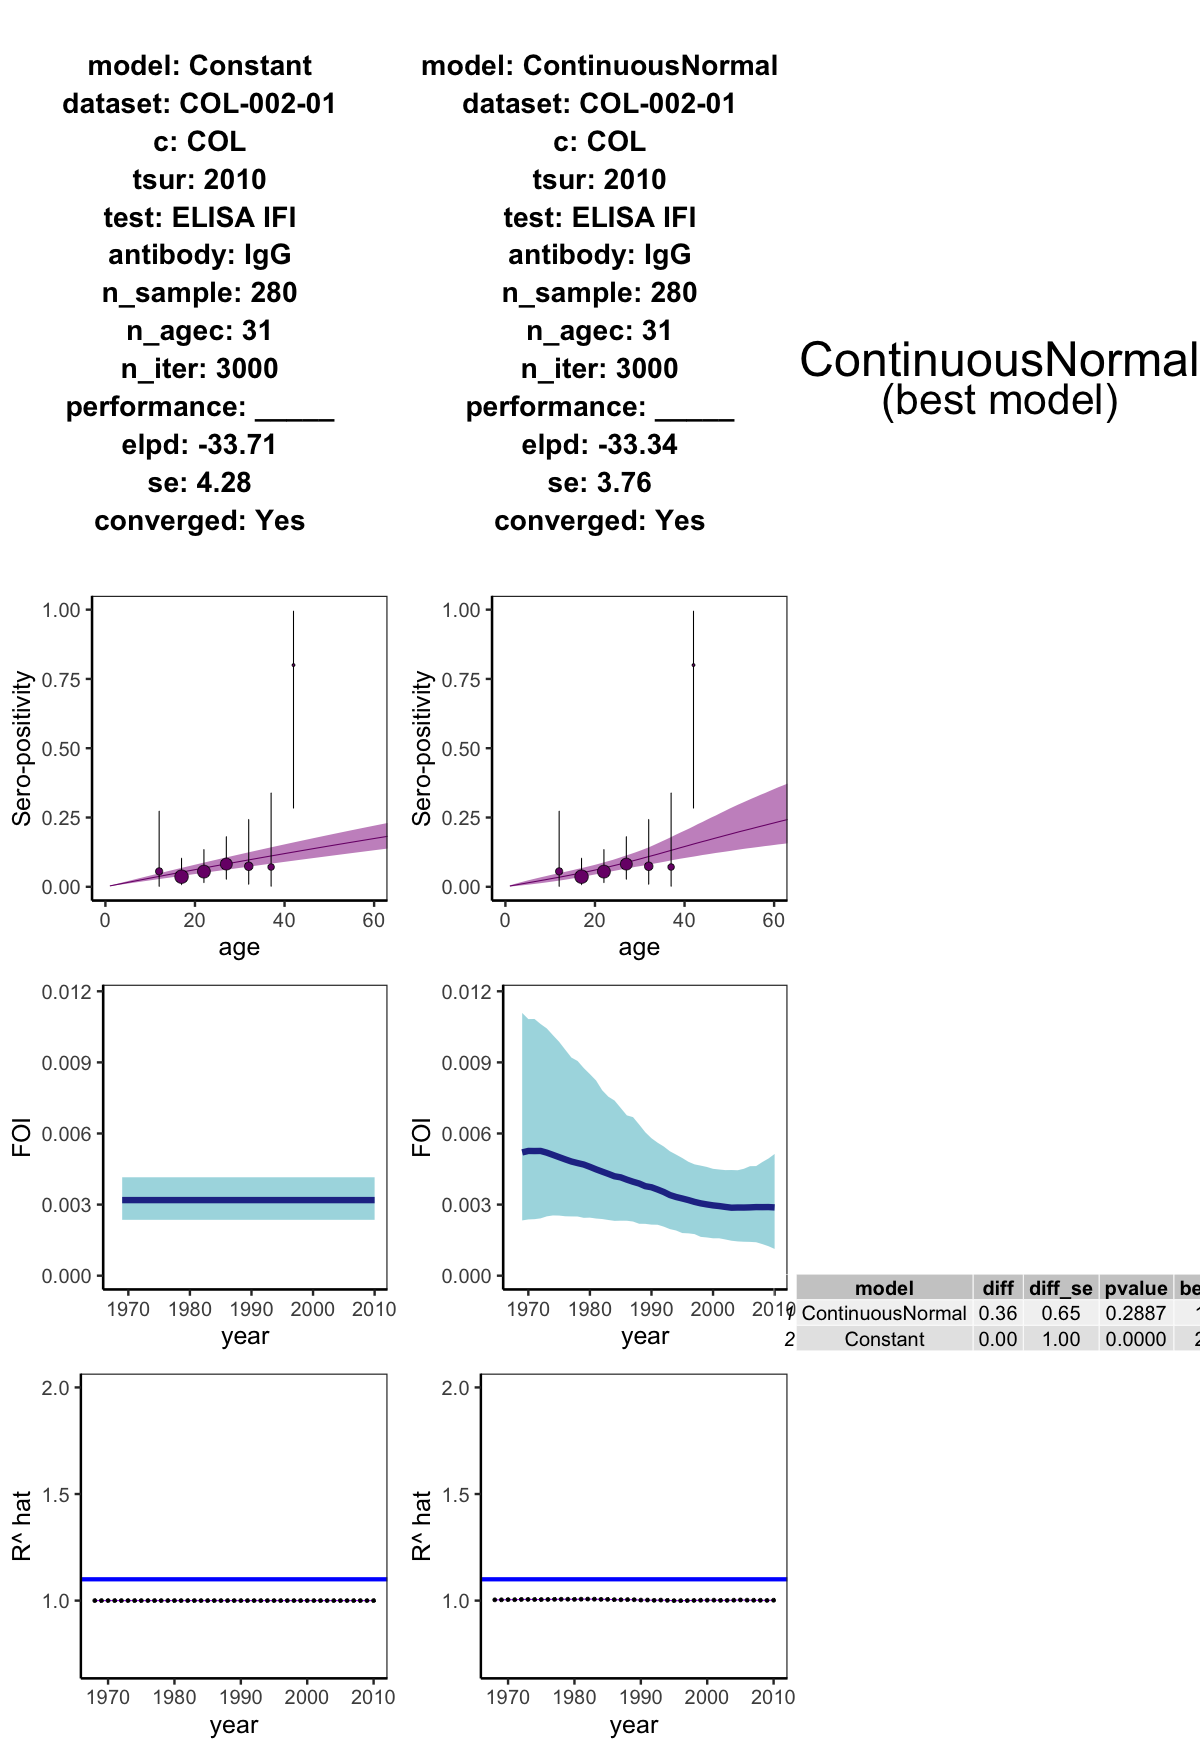 model: Constant
dataset: COL-002-01
c: COL
tsur: 2010
test: ELISA IFI
antibody: IgG
n_sample: 280
n_agec: 31
n_iter: 3000
performance: _____
elpd: -33.71
se: 4.28
converged: Yes
model: ContinuousNormal
dataset: COL-002-01
c: COL
tsur: 2010
test: ELISA IFI
antibody: IgG
n_sample: 280
n_agec: 31
n_iter: 3000
performance: _____
elpd: -33.34
se: 3.76
converged: Yes
ContinuousNormal
(best model)
Sero-positivity
1.00
0.75
0.50
0.25
0.00
0 20 40 60
age
Sero-positivity
1.00
0.75
0.50
0.25
0.00
0 20 40 60
age
FOI
0.012
0.009
0.006
0.003
0.000
1970 1980 1990 2000 2010
year
FOI
0.012
0.009
0.006
0.003
0.000
1970 1980 1990 2000 2010
year
model diff diff_se pvalue be
1 ContinuousNormal 0.36 0.65 0.2887 1
2 Constant 0.00 1.00 0.0000 2
R^ hat
2.0
1.5
1.0
1970 1980 1990 2000 2010
year
R^ hat
2.0
1.5
1.0
1970 1980 1990 2000 2010
year